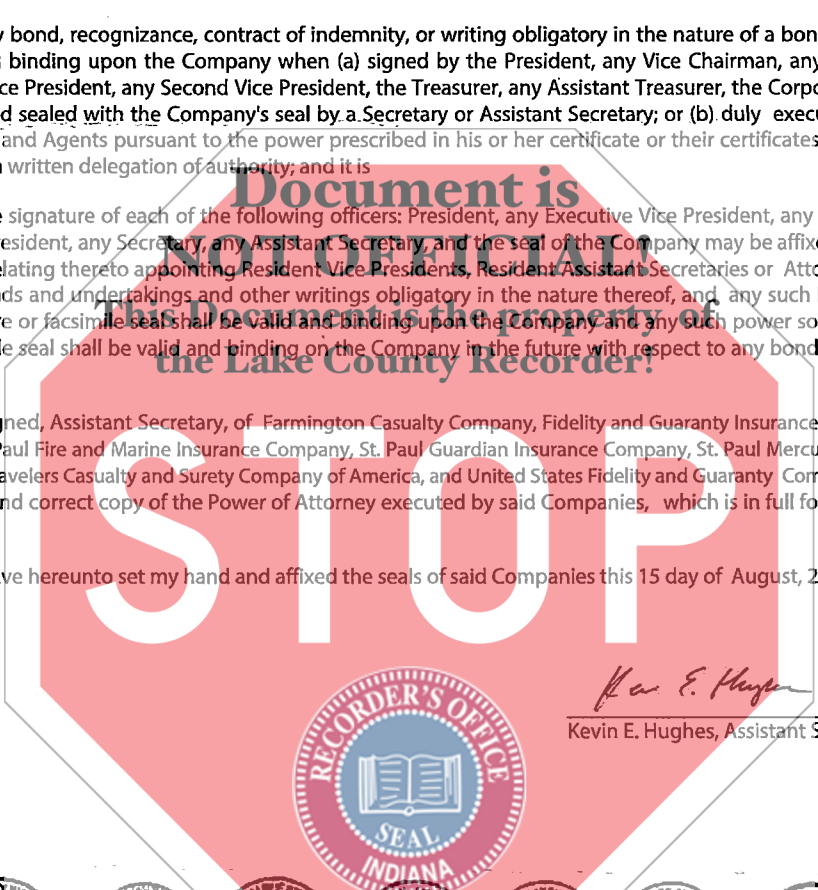 y bond, recognizance, contract of indemnity, or writing obligatory in the nature of a bon
binding upon the Company when (a) signed by the President, any Vice Chairman, any
ce President, any Second Vice President, the Treasurer, any Assistant Treasurer, the Corpo
d sealed with the Company's seal by a Secretary or Assistant Secretary; or (b) duly exec
and Agents pursuant to the power prescribed in his or her certificate or their certificates
written delegation of authority; and it is
Document is
e signature of each of the following officers: President, any Executive Vice President, any
esident, any Secretary, any Assistant Secretary, and the seal of the Company may be affixe
NOT OFFICIAL!
lating thereto appointing Resident Vice Presidents, Resident Assistant Secretaries or Atto
ds and undertakings and other writings obligatory in the nature thereof, and any such
This Document is the property of
e or facsimile seal shall be valid and binding upon the Company and any such power so
e seal shall be valid and binding on the Company in the future with respect to any bond
the Lake County Recorder!
gned, Assistant Secretary, of Farmington Casualty Company, Fidelity and Guaranty Insurance
Paul Fire and Marine Insurance Company, St. Paul Guardian Insurance Company, St. Paul Mercu
avelers Casualty and Surety Company of America, and United States Fidelity and Guaranty Com
nd correct copy of the Power of Attorney executed by said Companies, which is in full fo
STOP
ve hereunto set my hand and affixed the seals of said Companies this 15 day of August, 2
Kevin E. Hughes
Kevin E. Hughes, Assistant S
RECORDER'S OFFICE
SEAL
INDIANA